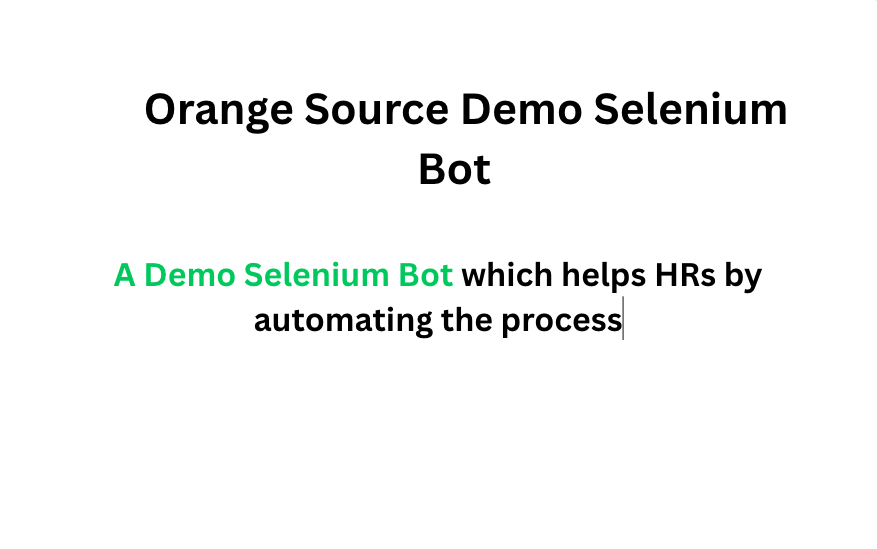 Orange Source Demo Selenium
Bot
A Demo Selenium Bot which helps HRs by
automating the process